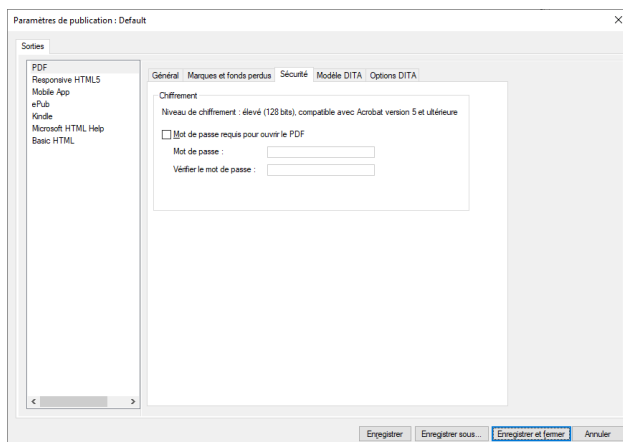 Paramètres de publication : Default
Sorties
PDF
Responsive HTML5
Mobile App
ePub
Kindle
Microsoft HTML Help
Basic HTML
Général Marques et fonds perdus Sécurité Modèle DITA Options DITA
Chiffrement
Niveau de chiffrement : élevé (128 bits), compatible avec Acrobat version 5 et ultérieure
Mot de passe requis pour ouvrir le PDF
Mot de passe :
Vérifier le mot de passe :
Enregistrer Enregistrer sous... Enregistrer et fermer Annuler